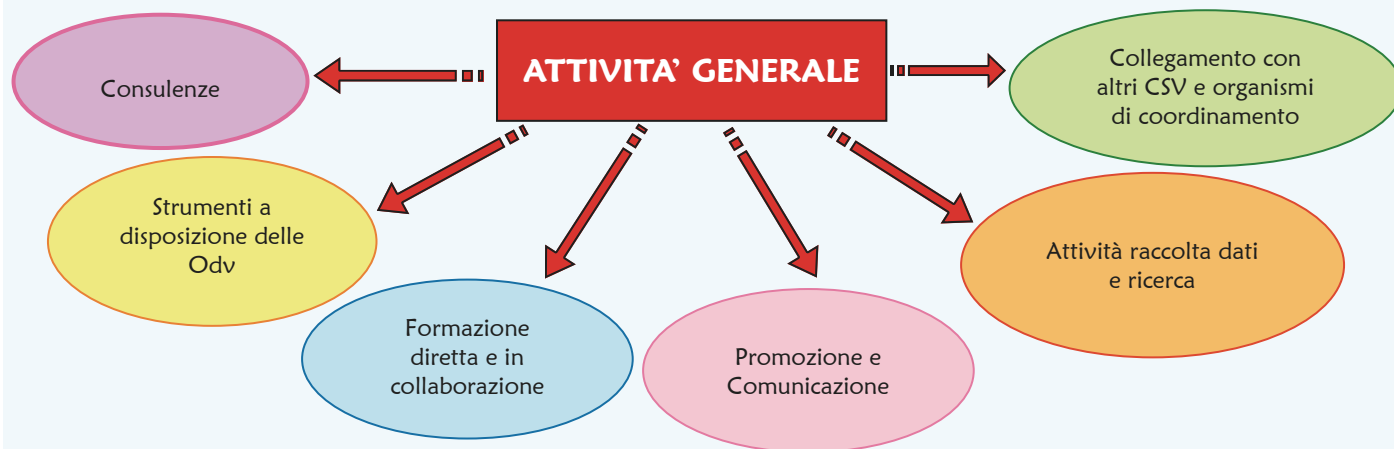 ATTIVITA' GENERALE
Consulenze
Strumenti a
disposizione delle
Odv
Formazione
diretta e in
collaborazione
Promozione e
Comunicazione
Attività raccolta dati
e ricerca
Collegamento con
altri CSV e organismi
di coordinamento